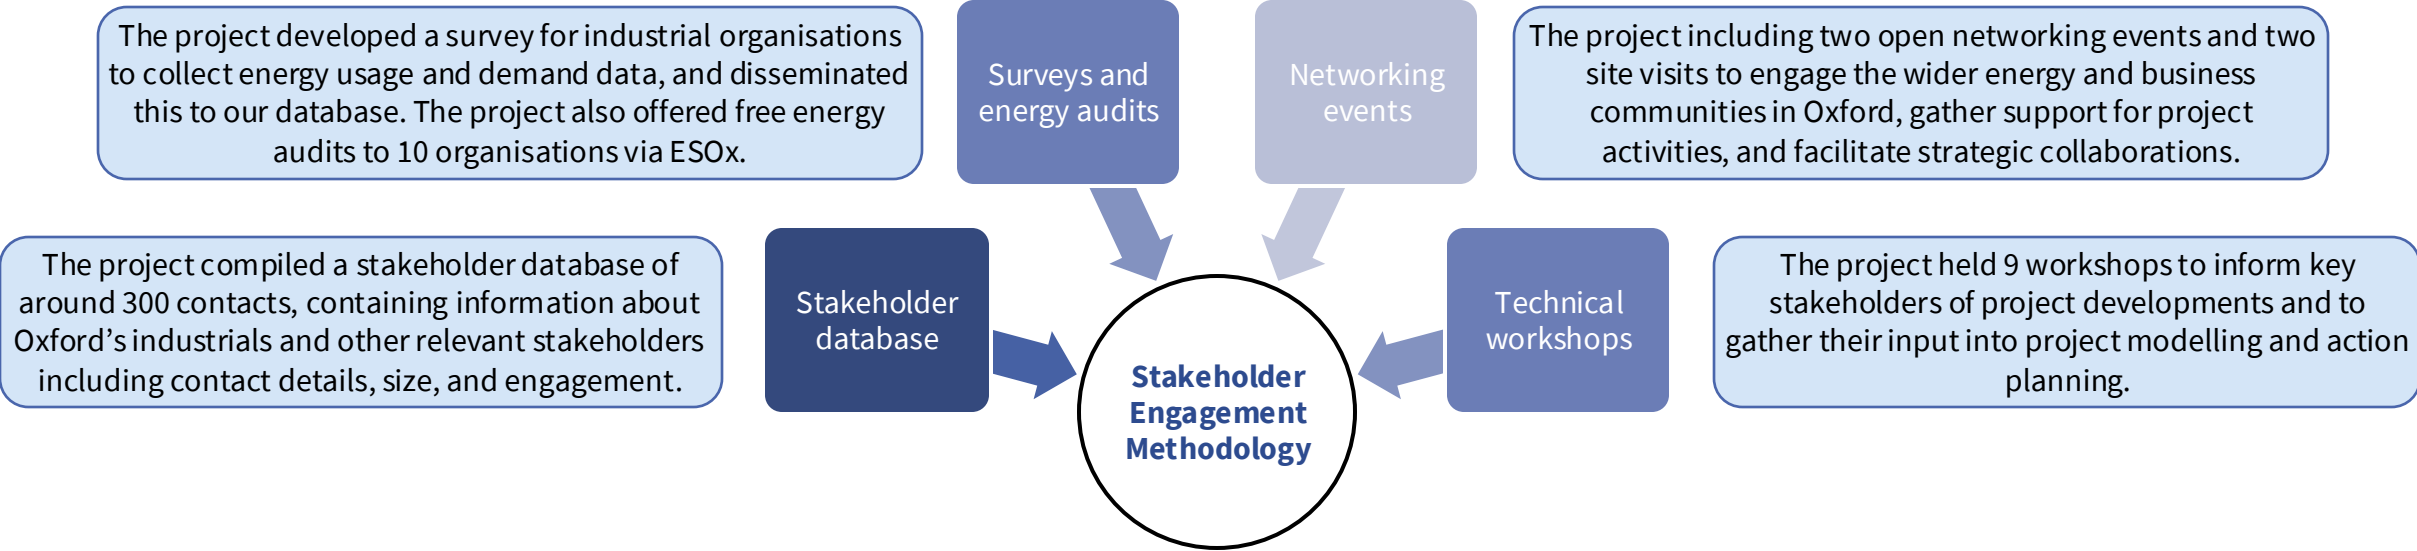 The project developed a survey for industrial organisations
to collect energy usage and demand data, and disseminated
this to our database. The project also offered free energy
audits to 10 organisations via ESOx.
Surveys and
energy audits
Networking
events
The project including two open networking events and two
site visits to engage the wider energy and business
communities in Oxford, gather support for project
activities, and facilitate strategic collaborations.
The project compiled a stakeholder database of
around 300 contacts, containing information about
Oxford’s industrials and other relevant stakeholders
including contact details, size, and engagement.
Stakeholder
database
Technical
workshops
The project held 9 workshops to inform key
stakeholders of project developments and to
gather their input into project modelling and action
planning.
Stakeholder
Engagement
Methodology